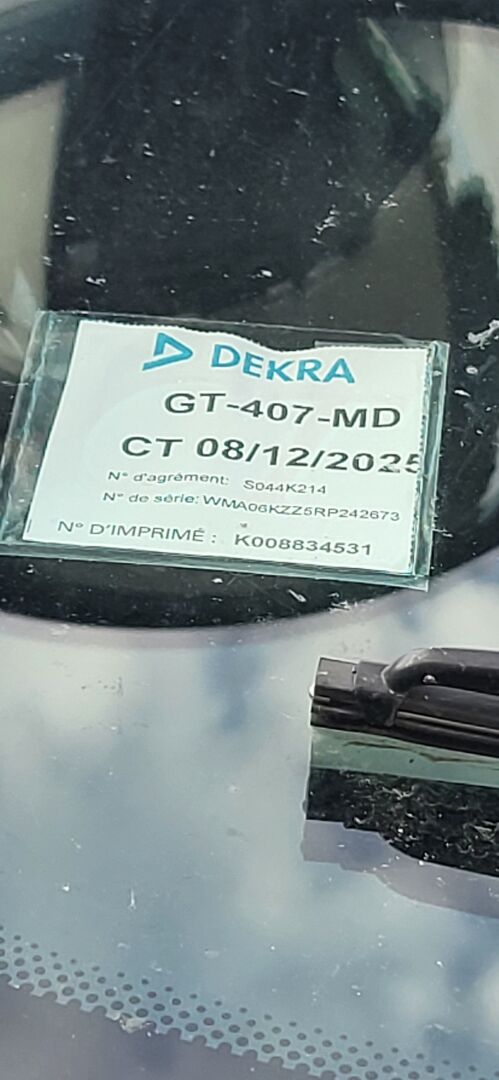 DEKRA
GT-407-MD
CT 08/12/2025
N° d'agrément: S044K214
N° de série: WMA06KZZ5RP242673
N° D'IMPRIMÉ : K008834531